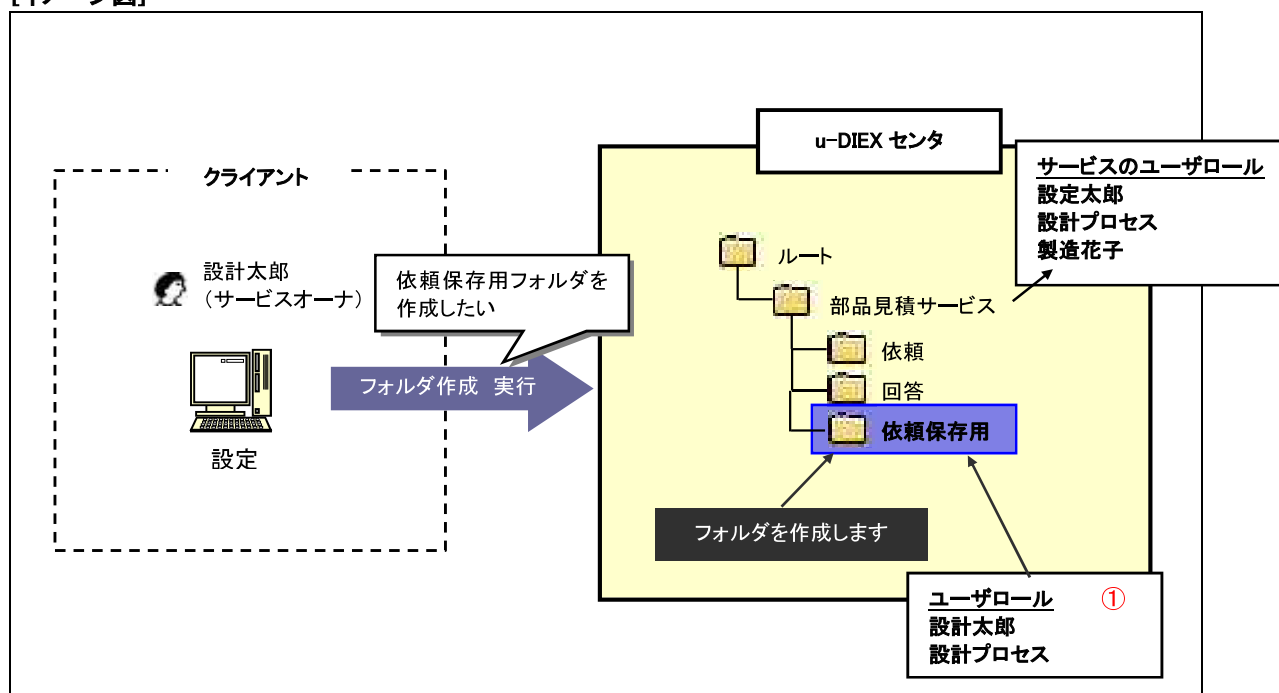 [イメージ図]
u-DIEX センタ
クライアント
サービスのユーザロール
設定太郎
設計プロセス
製造花子
設計太郎
（サービスオーナ）
依頼保存用フォルダを
作成したい
ルート
部品見積サービス
依頼
回答
依頼保存用
フォルダ作成 実行
設定
フォルダを作成します
ユーザロール ①
設計太郎
設計プロセス